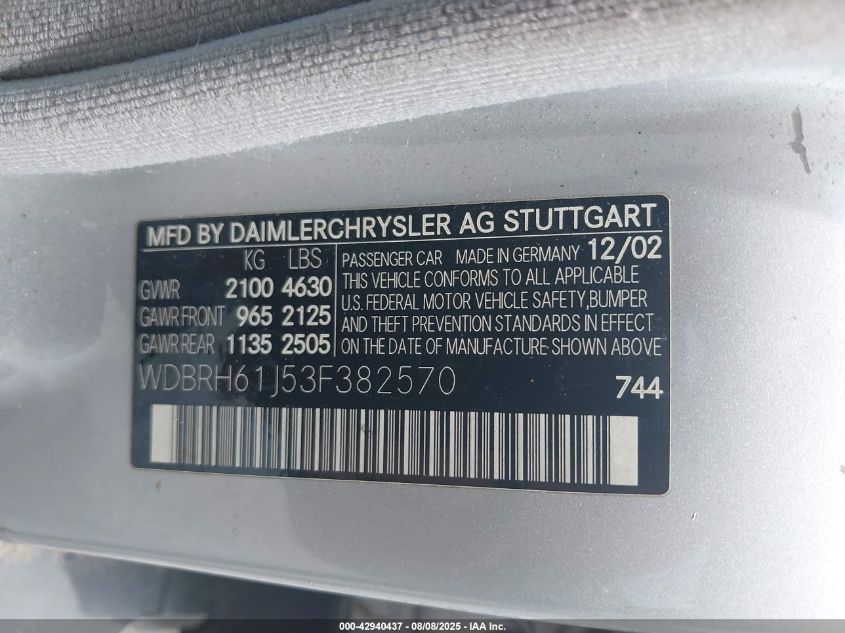 MFD BY DAIMLERCHRYSLER AG STUTTGART
KG LBS
GVWR 2100 4630
GAWR FRONT 965 2125
GAWR REAR 1135 2505
PASSENGER CAR MADE IN GERMANY 12/02
THIS VEHICLE CONFORMS TO ALL APPLICABLE
U.S. FEDERAL MOTOR VEHICLE SAFETY,BUMPER
AND THEFT PREVENTION STANDARDS IN EFFECT
ON THE DATE OF MANUFACTURE SHOWN ABOVE
WDBRH61J53F382570
744
000-42940437 - 08/08/2025 - IAAI.com